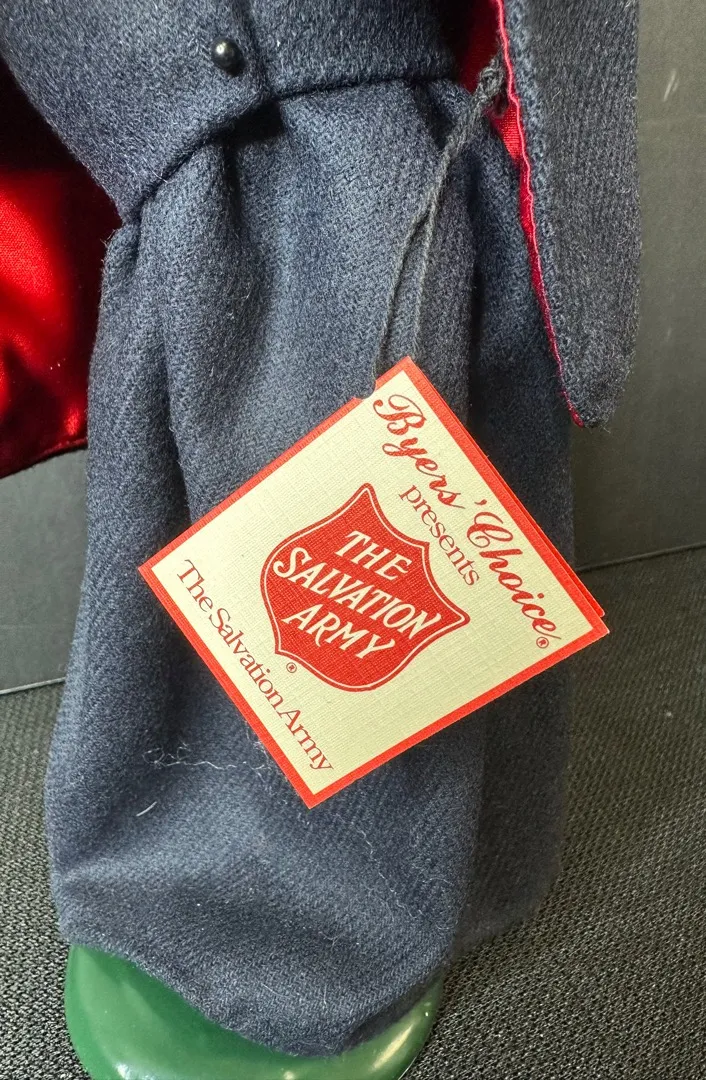 Byers' Choice®
presents
THE
SALVATION
ARMY
®
The Salvation Army